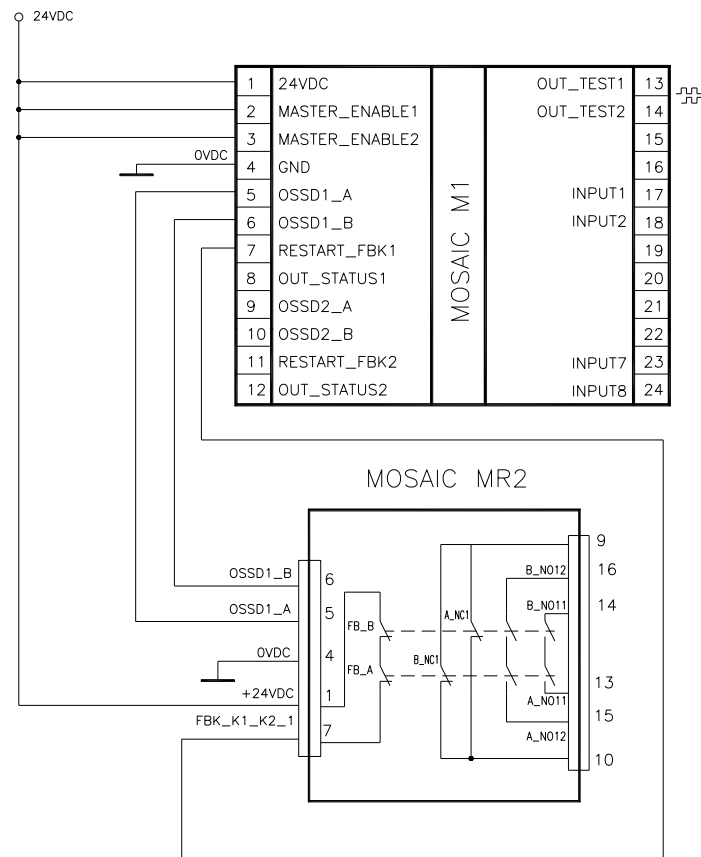 24VDC
1 24VDC OUT_TEST1 13
2 MASTER_ENABLE1 OUT_TEST2 14
3 MASTER_ENABLE2 15
0VDC 4 GND 16
5 OSSD1_A INPUT1 17
6 OSSD1_B INPUT2 18
7 RESTART_FBK1 19
8 OUT_STATUS1 20
9 OSSD2_A 21
10 OSSD2_B 22
11 RESTART_FBK2 INPUT7 23
12 OUT_STATUS2 INPUT8 24
MOSAIC M1
MOSAIC MR2
9
OSSD1_B 6 B_NO12 16
OSSD1_A 5 A_NC1 B_NO11 14
FB_B
0VDC 4 FB_A B_NC1
13
+24VDC 1 A_NO11
15
FBK_K1_K2_1 7 A_NO12
10